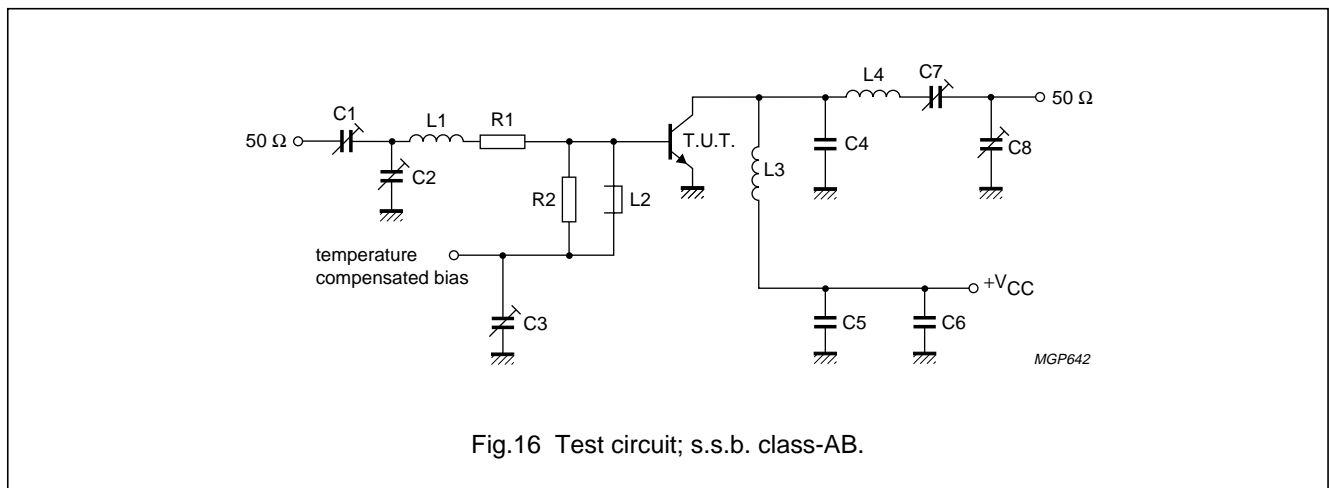 L4
C7
50 Ω
C1
L1
R1
50 Ω
T.U.T.
C4
C8
C2
L3
R2
L2
temperature
compensated bias
+VCC
C3
C5
C6
MGP642
Fig.16 Test circuit; s.s.b. class-AB.